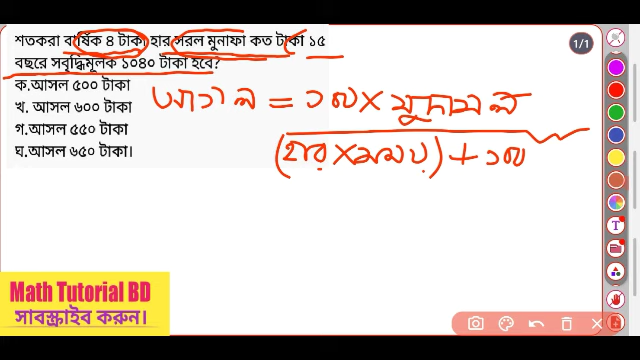 শতকরা বার্ষিক ৪ টাকা হার সরল মুনাফা কত টাকা ১৫
বছরে সবৃদ্ধিমূলক ১০৪০ টাকা হবে?
ক.আসল ৫০০ টাকা
খ. আসল ৬০০ টাকা
গ.আসল ৫৫০ টাকা
ঘ.আসল ৬৫০ টাকা।
আসল = ১০০ × মুনাসল
(হার × সময়) + ১০০
1/1
T
Math Tutorial BD
সাবস্ক্রাইব করুন।